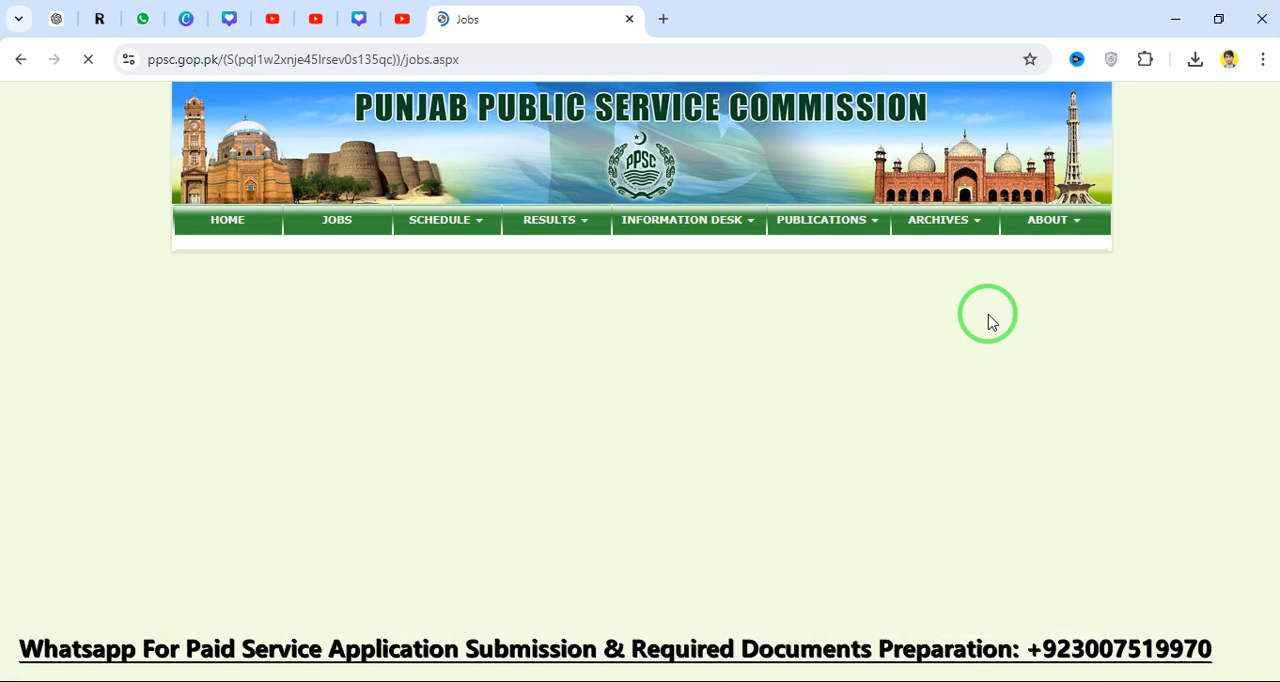 Jobs
ppsc.gop.pk/(S(pql1w2xnje45lrsev0s135qc))/jobs.aspx
PUNJAB PUBLIC SERVICE COMMISSION
PPSC
HOME JOBS SCHEDULE RESULTS INFORMATION DESK PUBLICATIONS ARCHIVES ABOUT
Whatsapp For Paid Service Application Submission & Required Documents Preparation: +923007519970